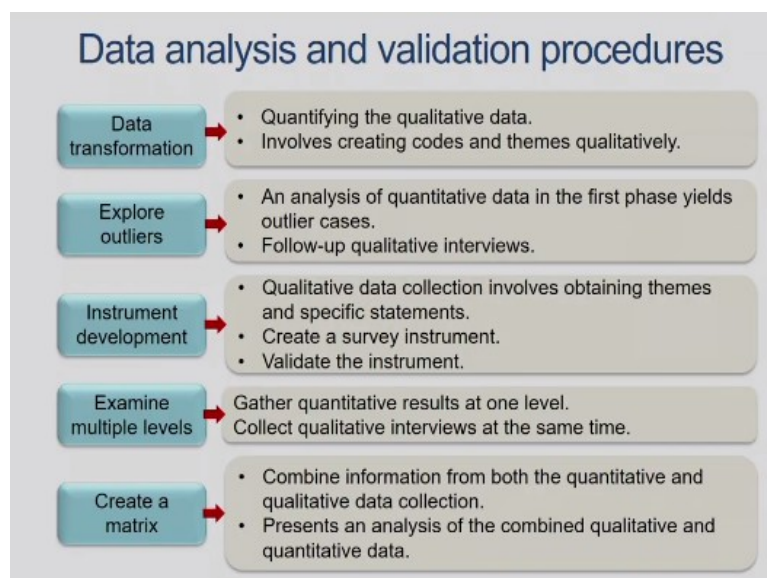 Data analysis and validation procedures
Data
transformation
• Quantifying the qualitative data.
• Involves creating codes and themes qualitatively.
Explore
outliers
• An analysis of quantitative data in the first phase yields
outlier cases.
• Follow-up qualitative interviews.
Instrument
development
• Qualitative data collection involves obtaining themes
and specific statements.
• Create a survey instrument.
• Validate the instrument.
Examine
multiple levels
Gather quantitative results at one level.
Collect qualitative interviews at the same time.
Create a
matrix
• Combine information from both the quantitative and
qualitative data collection.
• Presents an analysis of the combined qualitative and
quantitative data.